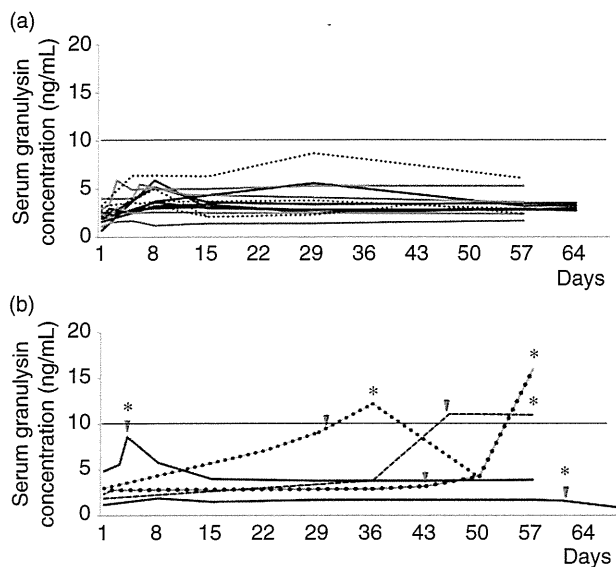 (a)
Serum granulysin
concentration (ng/mL)
20
15
10
5
0
1 8 15 22 29 36 43 50 57 64
Days
(b)
Serum granulysin
concentration (ng/mL)
20
15
10
5
0
* * * * *
1 8 15 22 29 36 43 50 57 64
Days